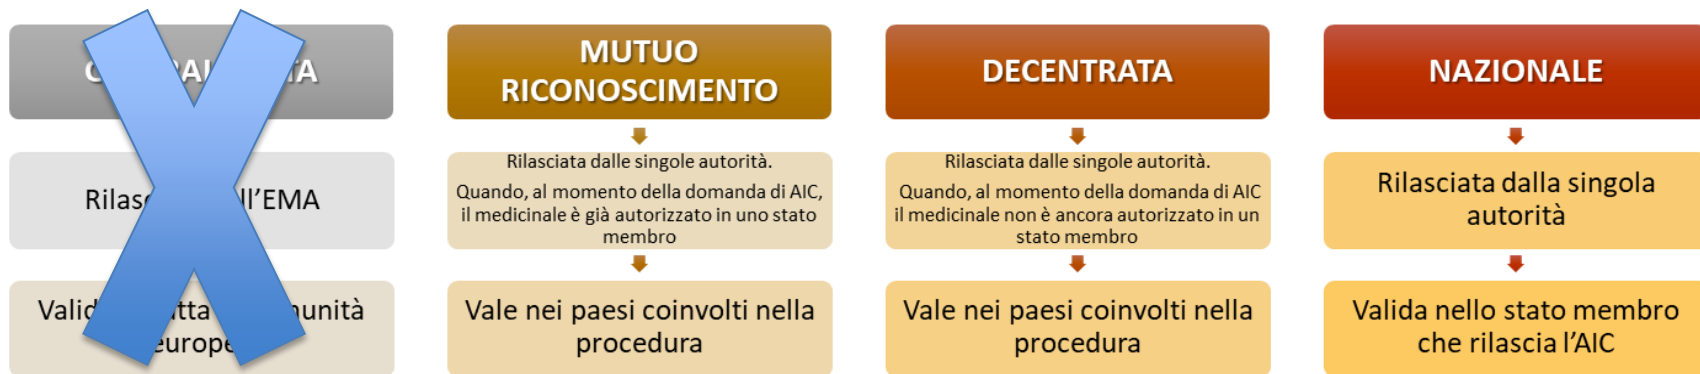 MUTUO
RICONOSCIMENTO
DECENTRATA
NAZIONALE
l'EMA
Rilasciata dalle singole autorità.
Quando, al momento della domanda di AIC,
il medicinale è già autorizzato in uno stato
membro
Rilasciata dalle singole autorità.
Quando, al momento della domanda di AIC
il medicinale non è ancora autorizzato in un
stato membro
Rilasciata dalla singola
autorità
Vale nei paesi coinvolti nella
procedura
Vale nei paesi coinvolti nella
procedura
Valida nello stato membro
che rilascia l'AIC